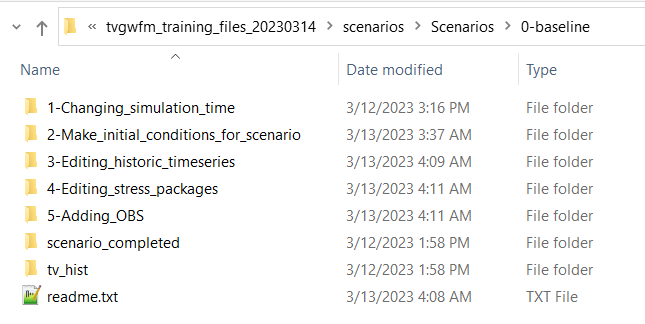 « tvgwfm_training_files_20230314 > scenarios > Scenarios > 0-baseline
Name Date modified Type
1-Changing_simulation_time 3/12/2023 3:16 PM File folder
2-Make_initial_conditions_for_scenario 3/13/2023 3:37 AM File folder
3-Editing_historic_timeseries 3/13/2023 4:09 AM File folder
4-Editing_stress_packages 3/13/2023 4:11 AM File folder
5-Adding_OBS 3/13/2023 4:11 AM File folder
scenario_completed 3/12/2023 1:58 PM File folder
tv_hist 3/12/2023 1:58 PM File folder
readme.txt 3/13/2023 4:08 AM TXT File